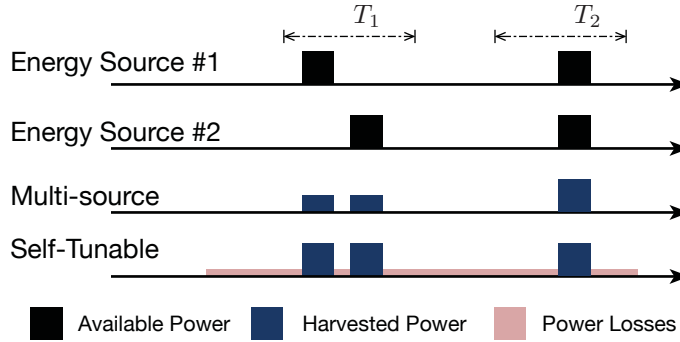 T1 T2
Energy Source #1
Energy Source #2
Multi-source
Self-Tunable
Available Power Harvested Power Power Losses